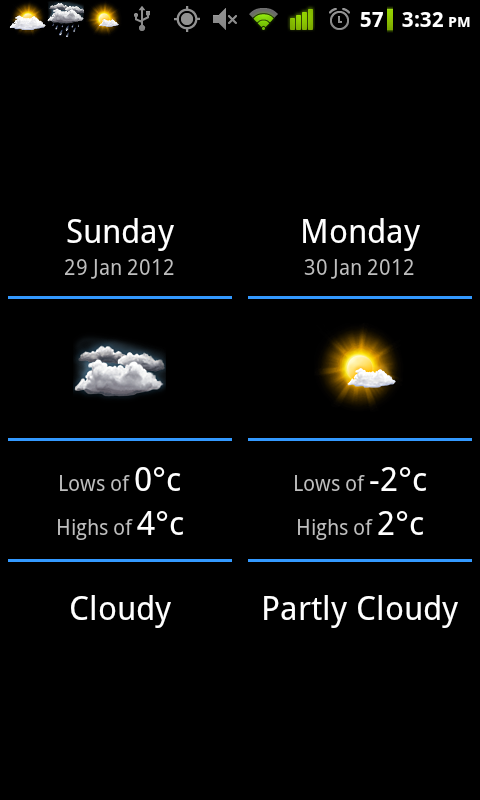 57 3:32 PM
Sunday
29 Jan 2012
Lows of 0°c
Highs of 4°c
Cloudy
Monday
30 Jan 2012
Lows of -2°c
Highs of 2°c
Partly Cloudy